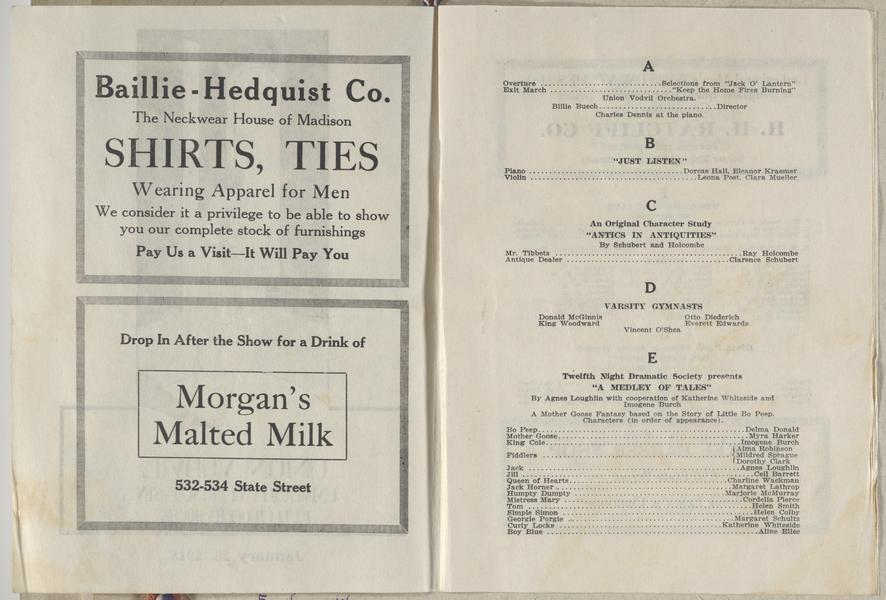 Baillie-Hedquist Co.
The Neckwear House of Madison
SHIRTS, TIES
Wearing Apparel for Men
We consider it a privilege to be able to show
you our complete stock of furnishings
Pay Us a Visit—It Will Pay You
Drop In After the Show for a Drink of
Morgan's
Malted Milk
532-534 State Street
A
Overture ..............................Selections from "Jack O' Lantern"
Exit March ..............................."Keep the Home Fires Burning"
Union Vodvil Orchestra.
Billie Buech..............................Director
Charles Dennis at the piano.
B
"JUST LISTEN"
Piano ......................................Dorcas Hall, Eleanor Kraemer
Violin ..........................................Leona Post, Clara Mueller
C
An Original Character Study
"ANTICS IN ANTIQUITIES"
By Schubert and Holcombe
Mr. Tibbets ...............................................Ray Holcombe
Antique Dealer .........................................Clarence Schubert
D
VARSITY GYMNASTS
Donald McGinnis Otto Diederich
King Woodward Everett Edwards
Vincent O'Shea
E
Twelfth Night Dramatic Society presents
"A MEDLEY OF TALES"
By Agnes Loughlin with cooperation of Katherine Whiteside and
Imogene Burch
A Mother Goose Fantasy based on the Story of Little Bo Peep.
Characters (in order of appearance).
Bo Peep....................................................Delma Donald
Mother Goose...............................................Myra Harker
King Cole.................................................Imogene Burch
Fiddlers ................................................{Alma Robinson
Mildred Sprague
Dorothy Clark
Jack ......................................................Agnes Loughlin
Jill .........................................................Ceil Barrett
Queen of Hearts........................................Charline Wackman
Jack Horner............................................Margaret Lathrop
Humpty Dumpty .......................................Marjorie McMurray
Mistress Mary ............................................Cordelia Pierce
Tom .........................................................Helen Smith
Simple Simon ................................................Helen Colby
Georgie Porgie .........................................Margaret Schultz
Curly Locks ..........................................Katherine Whiteside
Boy Blue .....................................................Aline Eller